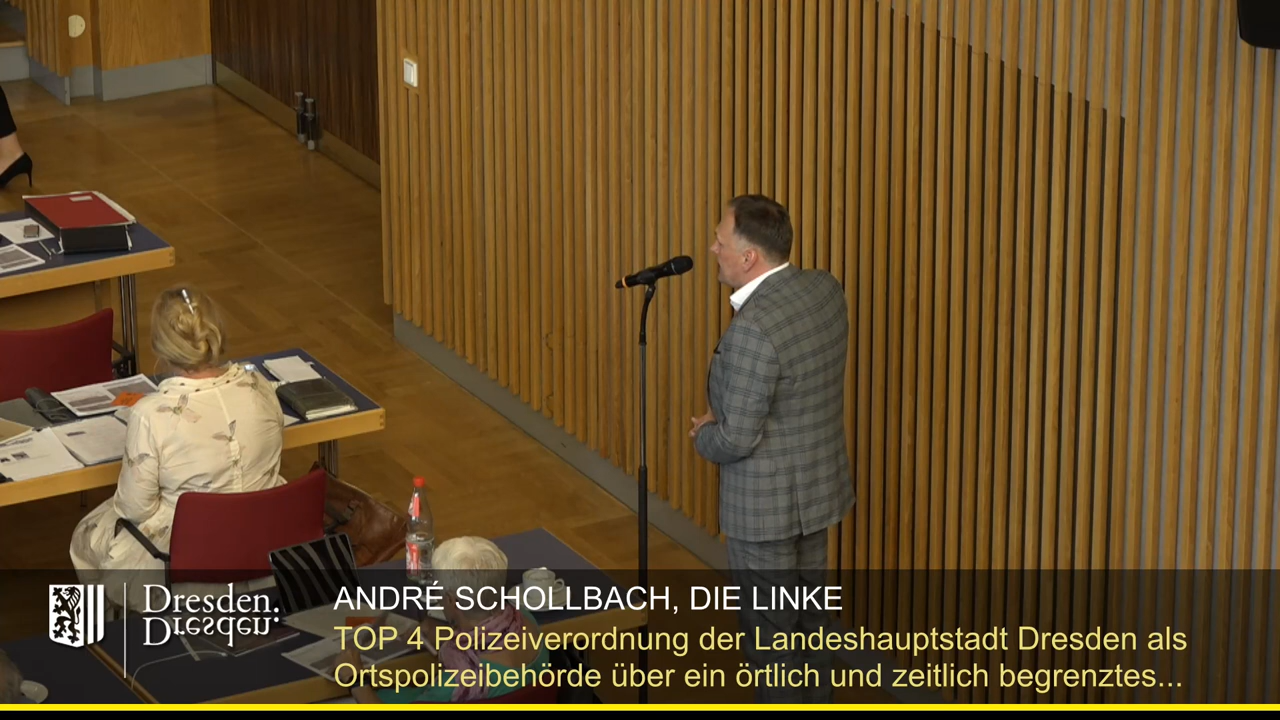 Dresden.
Dresden.
ANDRÉ SCHOLLBACH, DIE LINKE
TOP 4 Polizeiverordnung der Landeshauptstadt Dresden als
Ortspolizeibehörde über ein örtlich und zeitlich begrenztes...